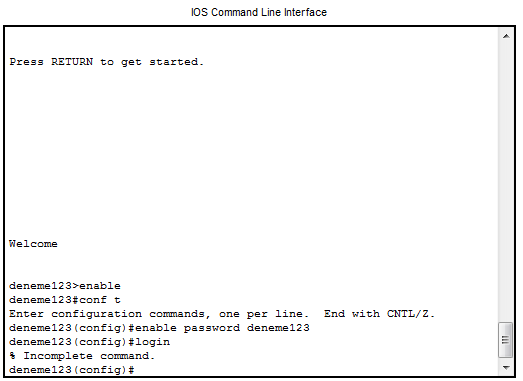 IOS Command Line Interface
Press RETURN to get started.
Welcome
deneme123>enable
deneme123#conf t
Enter configuration commands, one per line.  End with CNTL/Z.
deneme123(config)#enable password deneme123
deneme123(config)#login
% Incomplete command.
deneme123(config)#